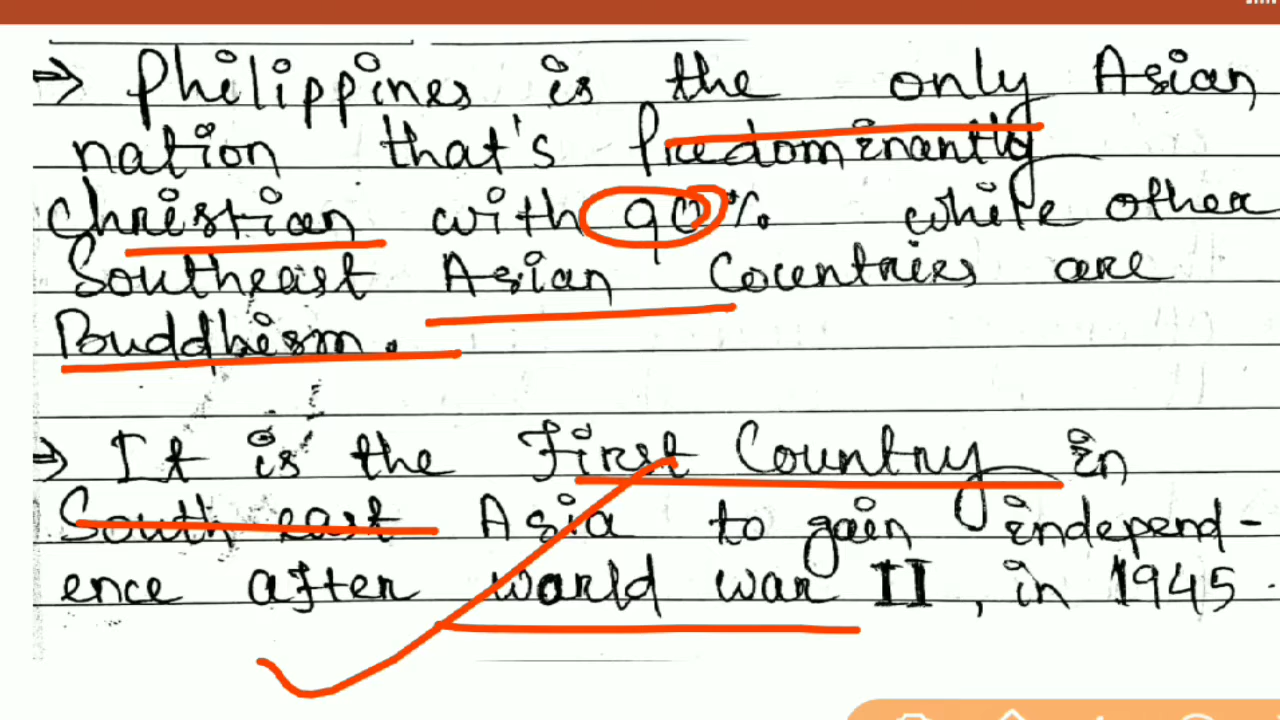 → Philippines is the only Asian
nation that's Predominantly
Christian with 90% while other
Southeast Asian Countries are
Buddhism.
→ It is the First Country in
South east Asia to gain independ-
ence after world war II, in 1945.